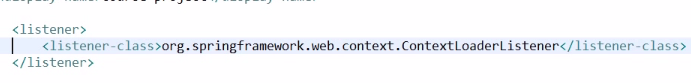 <listener>
<listener-class>org.springframework.web.context.ContextLoaderListener</listener-class>
</listener>